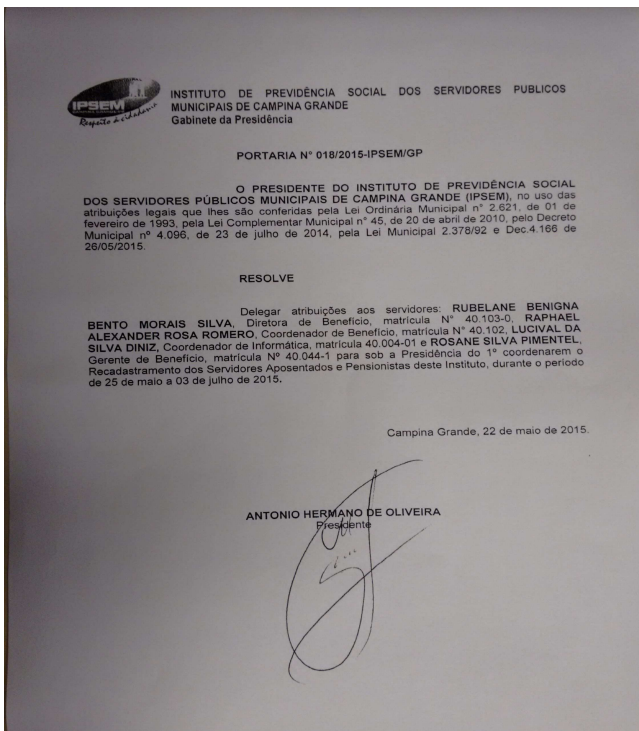 IPSEM
Respeito à cidadania
INSTITUTO DE PREVIDÊNCIA SOCIAL DOS SERVIDORES PUBLICOS
MUNICIPAIS DE CAMPINA GRANDE
Gabinete da Presidência
PORTARIA N° 018/2015-IPSEM/GP
O PRESIDENTE DO INSTITUTO DE PREVIDÊNCIA SOCIAL
DOS SERVIDORES PÚBLICOS MUNICIPAIS DE CAMPINA GRANDE (IPSEM), no uso das
atribuições legais que lhes são conferidas pela Lei Ordinária Municipal n° 2.621, de 01 de
fevereiro de 1993, pela Lei Complementar Municipal n° 45, de 20 de abril de 2010, pelo Decreto
Municipal nº 4.096, de 23 de julho de 2014, pela Lei Municipal 2.378/92 e Dec.4.166 de
26/05/2015.
RESOLVE
Delegar atribuições aos servidores: RUBELANE BENIGNA
BENTO MORAIS SILVA, Diretora de Beneficio, matrícula N° 40.103-0, RAPHAEL
ALEXANDER ROSA ROMERO, Coordenador de Beneficio, matrícula N° 40.102, LUCIVAL DA
SILVA DINIZ, Coordenador de Informática, matrícula 40.004-01 e ROSANE SILVA PIMENTEL,
Gerente de Beneficio, matrícula Nº 40.044-1 para sob a Presidência do 1º coordenarem o
Recadastramento dos Servidores Aposentados e Pensionistas deste Instituto, durante o período
de 25 de maio a 03 de julho de 2015.
Campina Grande, 22 de maio de 2015.
ANTONIO HERMANO DE OLIVEIRA
Presidente